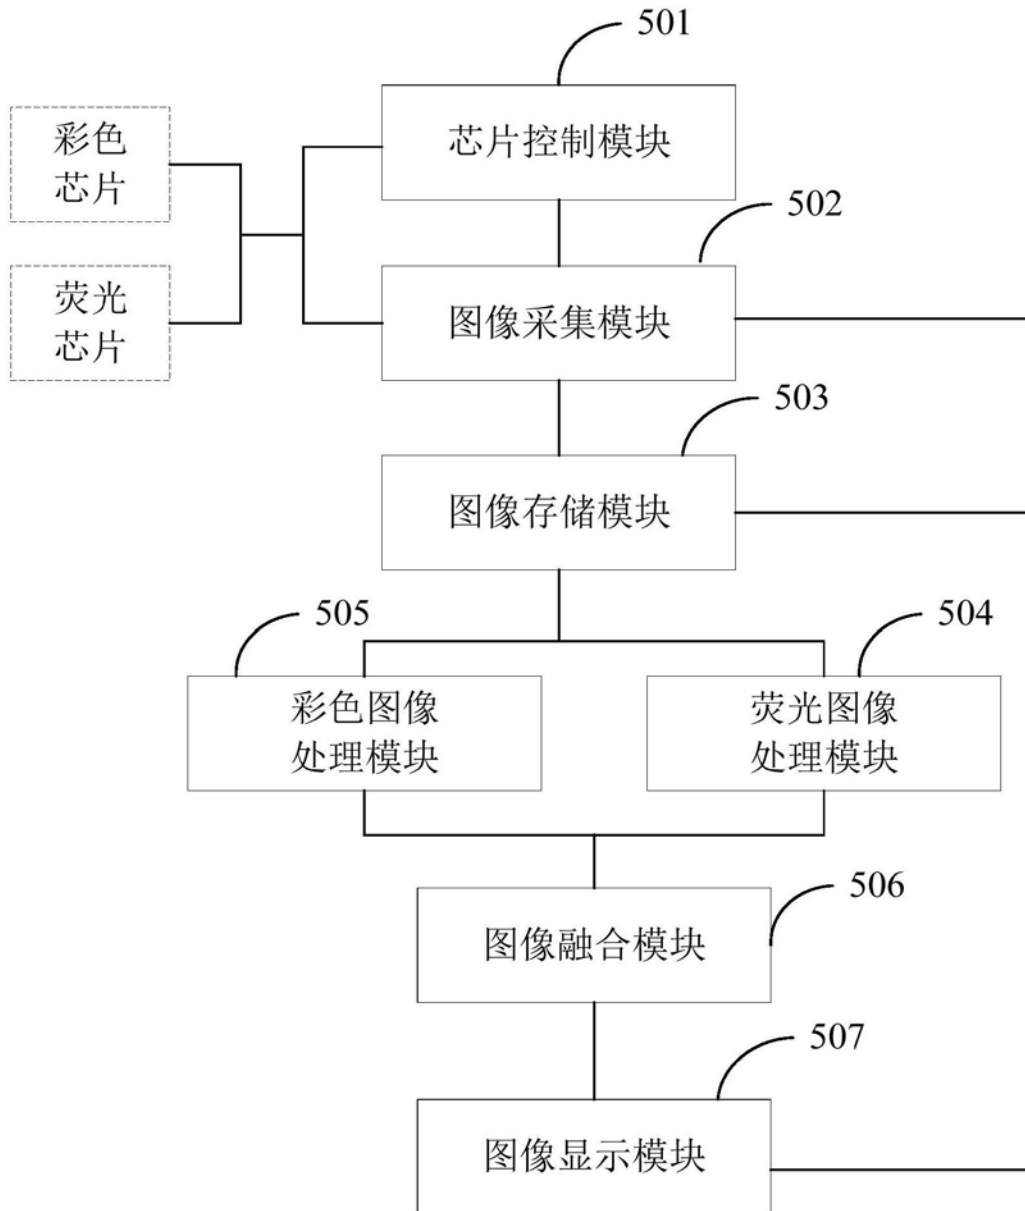 501
彩色
芯片
芯片控制模块
502
荧光
芯片
图像采集模块
503
图像存储模块
505
504
彩色图像
处理模块
荧光图像
处理模块
506
图像融合模块
507
图像显示模块